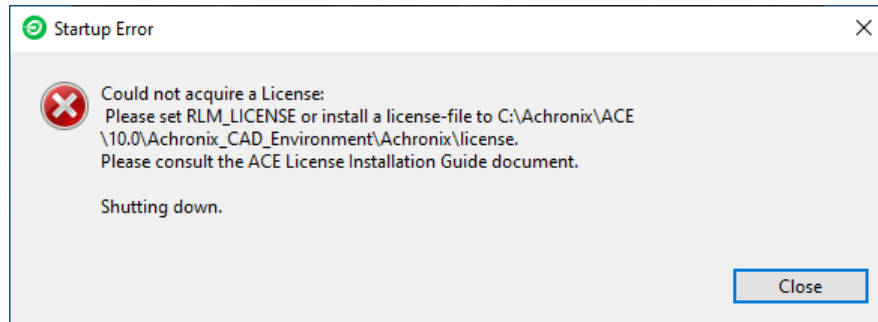 Startup Error
Could not acquire a License:
Please set RLM_LICENSE or install a license-file to C:\Achronix\ACE
\10.0\Achronix_CAD_Environment\Achronix\license.
Please consult the ACE License Installation Guide document.
Shutting down.
Close